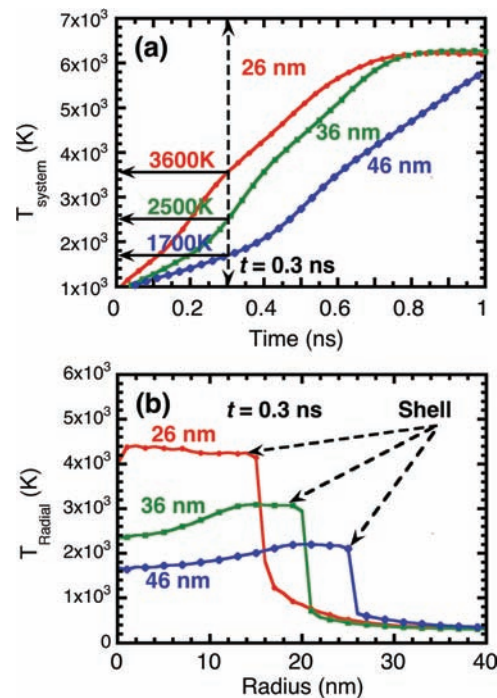 (a)
7x10³
6x10³
5x10³
4x10³
3x10³
2x10³
1x10³
T system (K)
26 nm
36 nm
46 nm
3600K
2500K
1700K
t = 0.3 ns
0 0.2 0.4 0.6 0.8 1
Time (ns)
(b)
6x10³
5x10³
4x10³
3x10³
2x10³
1x10³
0
T Radial (K)
t = 0.3 ns
Shell
26 nm
36 nm
46 nm
0 10 20 30 40
Radius (nm)